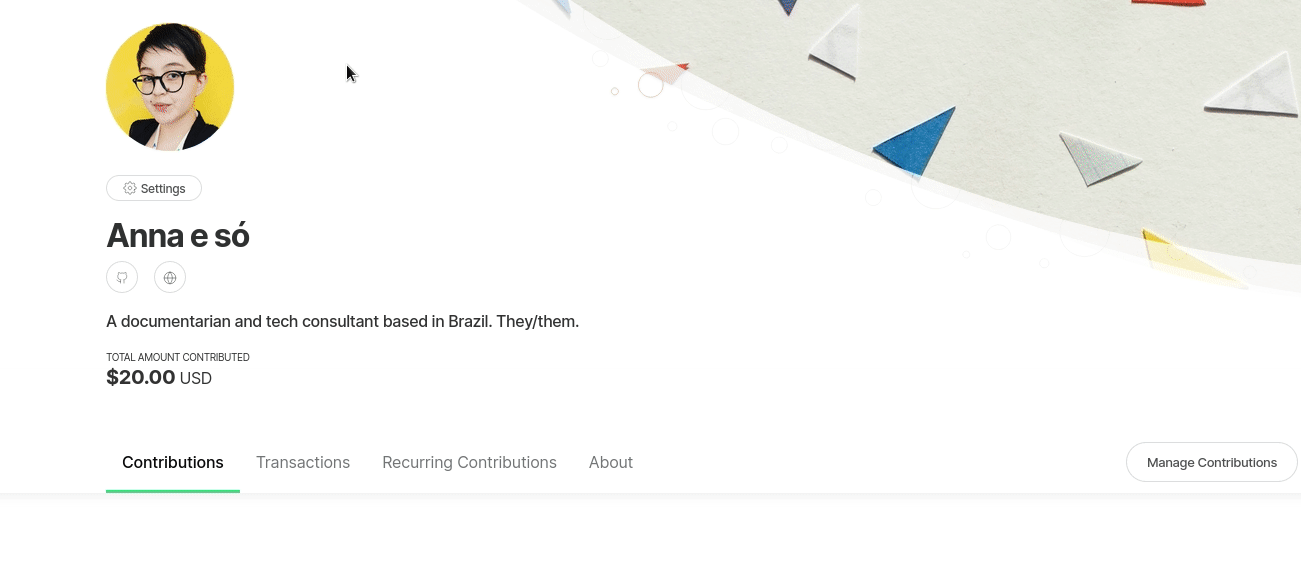 Settings
Anna e só
A documentarian and tech consultant based in Brazil. They/them.
TOTAL AMOUNT CONTRIBUTED
$20.00 USD
Contributions Transactions Recurring Contributions About Manage Contributions